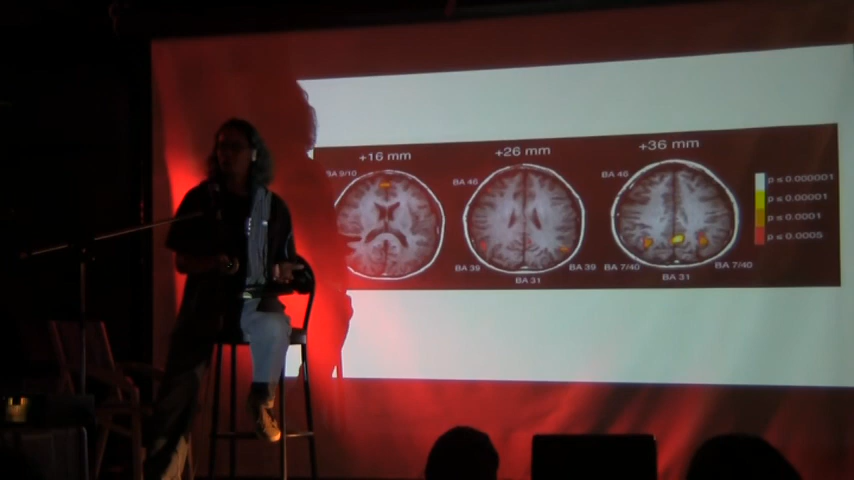 +16 mm
+26 mm
+36 mm
BA 9/10
BA 46
BA 46
p ≤ 0.000001
p ≤ 0.00001
p ≤ 0.0001
p ≤ 0.0005
BA 39
BA 39
BA 7/40
BA 7/40
BA 31
BA 31